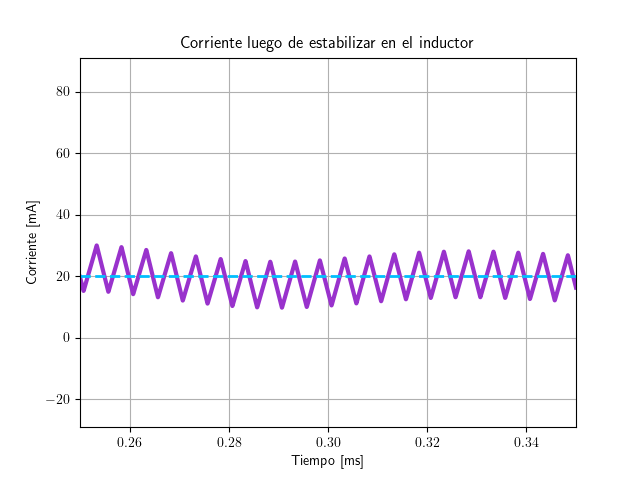 Corriente luego de estabilizar en el inductor
80
60
40
20
0
−20
Corriente [mA]
0.26 0.28 0.30 0.32 0.34
Tiempo [ms]